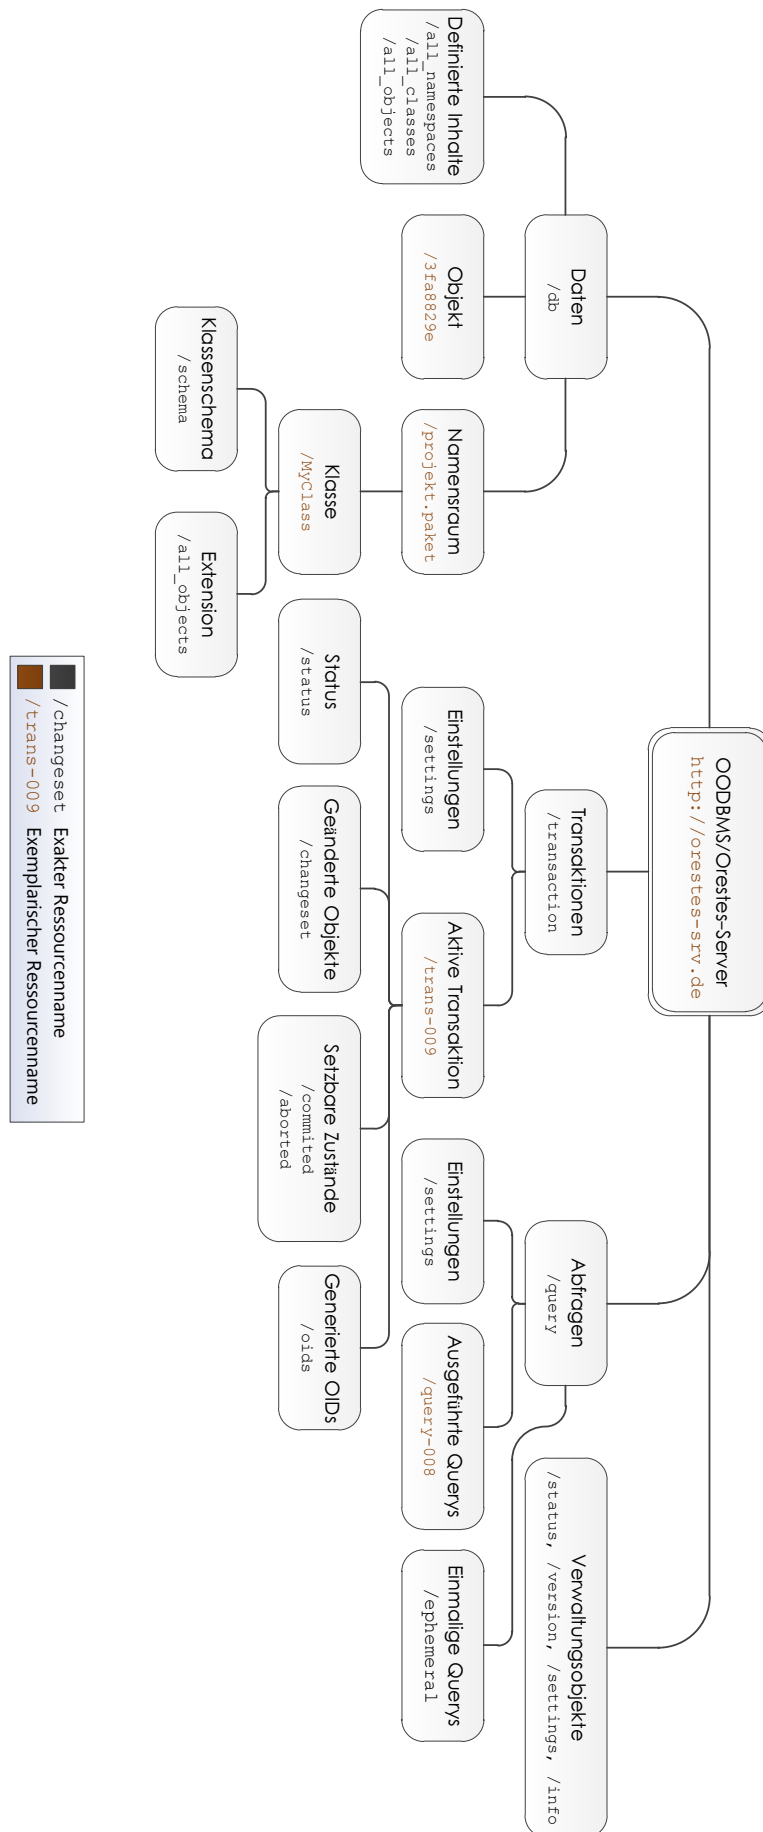 OODBMS/Orestes-Server
http://orestes-srv.de
Daten
/db
Transaktionen
/transaction
Abfragen
/query
Verwaltungsobjekte
/status, /version, /settings, /info
Definierte Inhalte
/all_namespaces
/all_classes
/all_objects
Objekt
/3fa8829e
Namensraum
/projekt.paket
Einstellungen
/settings
Aktive Transaktion
/trans-009
Einstellungen
/settings
Ausgeführte Querys
/query-008
Einmalige Querys
/ephemeral
Klasse
/MyClass
Status
/status
Geänderte Objekte
/changeset
Setzbare Zustände
/commited
/aborted
Generierte OIDs
/oids
Klassenschema
/schema
Extension
/all_objects
/changeset Exakter Ressourcenname
/trans-009 Exemplarischer Ressourcenname